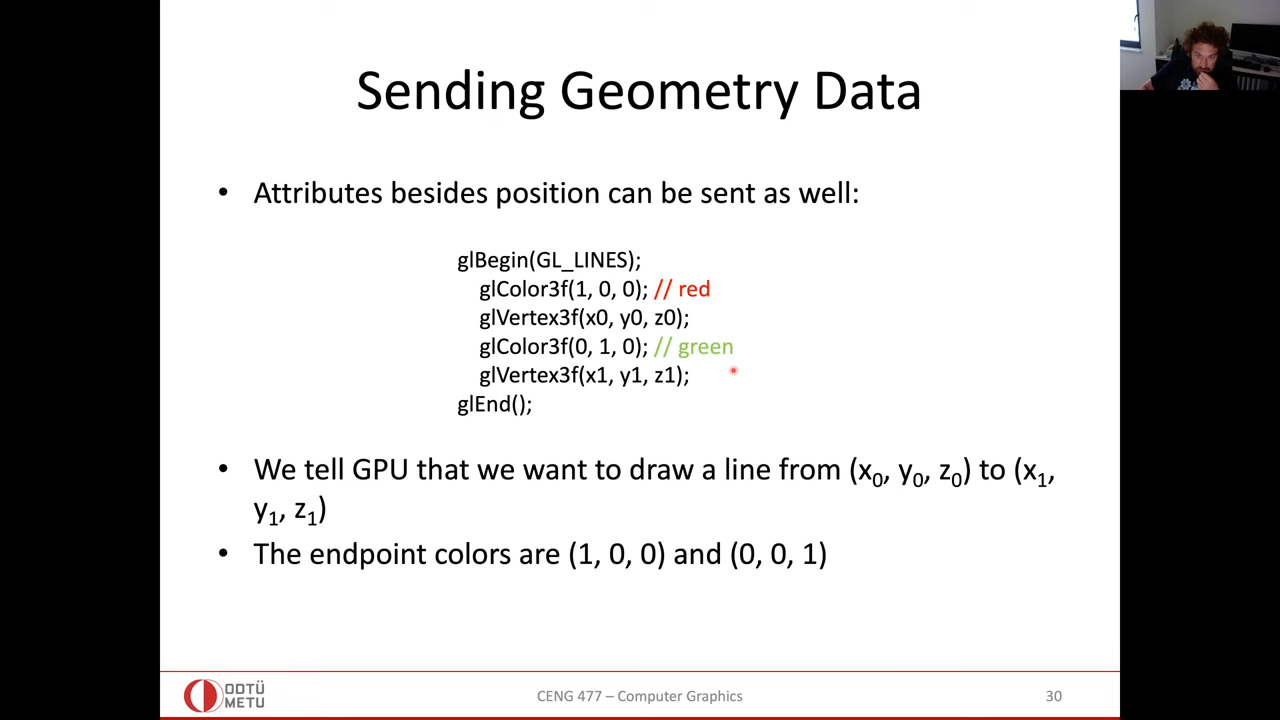 Sending Geometry Data
• Attributes besides position can be sent as well:
glBegin(GL_LINES);
glColor3f(1, 0, 0); // red
glVertex3f(x0, y0, z0);
glColor3f(0, 1, 0); // green
glVertex3f(x1, y1, z1);
glEnd();
• We tell GPU that we want to draw a line from (x₀, y₀, z₀) to (x₁,
y₁, z₁)
• The endpoint colors are (1, 0, 0) and (0, 0, 1)
ODTÜ
METU
CENG 477 – Computer Graphics
30